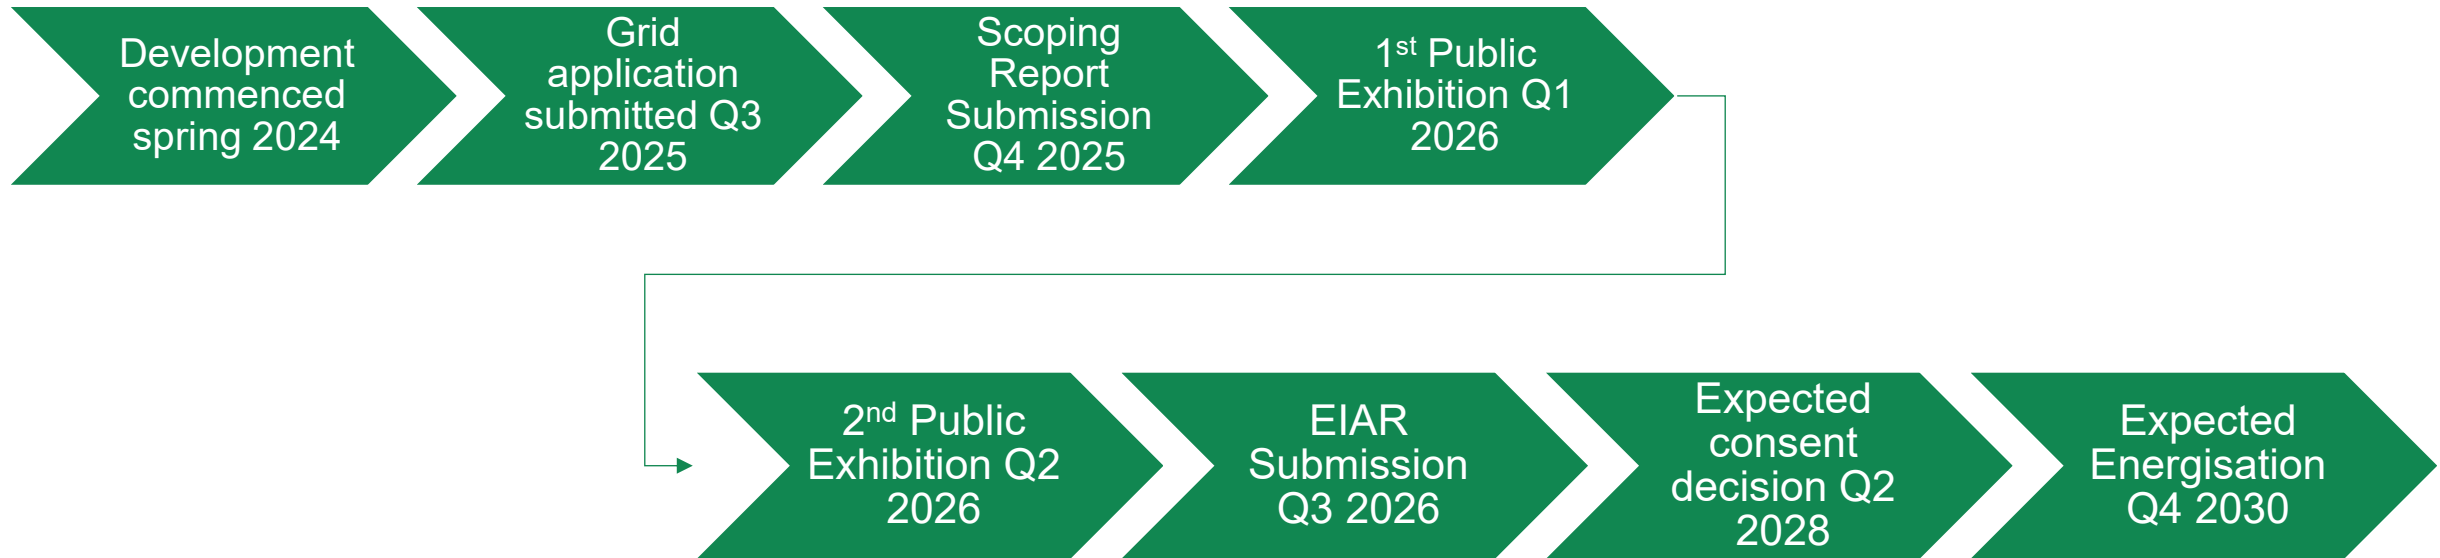 Development
commenced
spring 2024
Grid
application
submitted Q3
2025
Scoping
Report
Submission
Q4 2025
1st Public
Exhibition Q1
2026
2nd Public
Exhibition Q2
2026
EIAR
Submission
Q3 2026
Expected
consent
decision Q2
2028
Expected
Energisation
Q4 2030